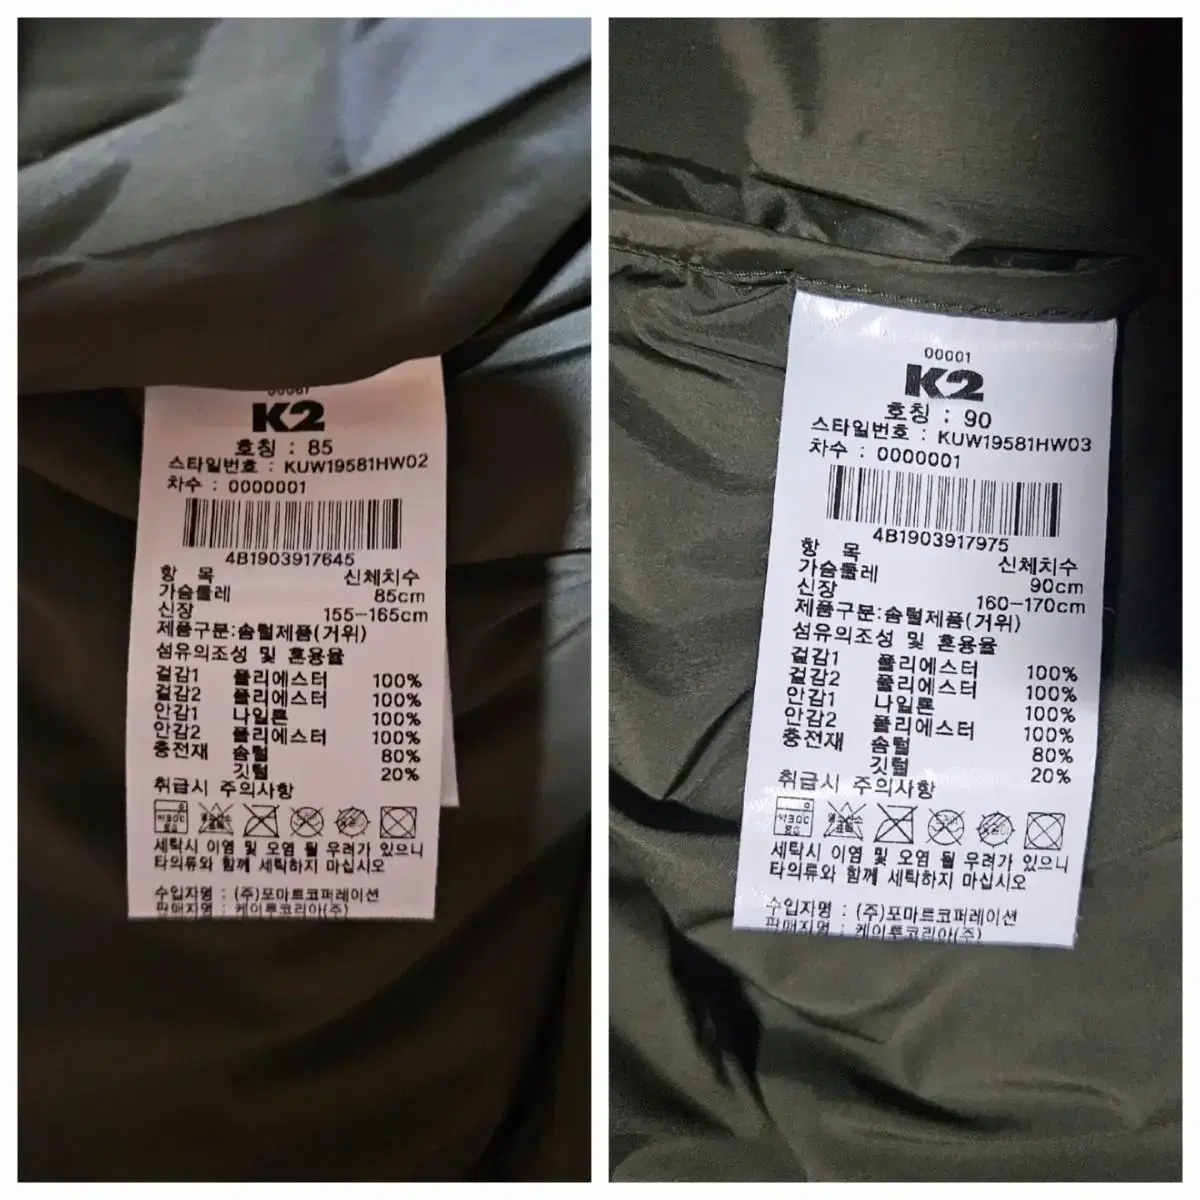 K2
호칭 : 85
스타일번호 : KUW19581HW02
차수 : 0000001
4B1903917645
항 목 신체치수
가슴둘레 85cm
신장 155-165cm
제품구분:솜털제품(거위)
섬유의조성 및 혼용율
겉감1 폴리에스터 100%
겉감2 폴리에스터 100%
안감1 나일론 100%
안감2 폴리에스터 100%
충전재 솜털 80%
깃털 20%
취급시 주의사항
세탁시 이염 및 오염 될 우려가 있으니
타의류와 함께 세탁하지 마십시오
수입자명 : (주)포마트코퍼레이션
판매자명 : 케이투코리아(주)
00001
K2
호칭 : 90
스타일번호 : KUW19581HW03
차수 : 0000001
4B1903917975
항 목 신체치수
가슴둘레 90cm
신장 160-170cm
제품구분:솜털제품(거위)
섬유의조성 및 혼용율
겉감1 폴리에스터 100%
겉감2 폴리에스터 100%
안감1 나일론 100%
안감2 폴리에스터 100%
충전재 솜털 80%
깃털 20%
취급시 주의사항
세탁시 이염 및 오염 될 우려가 있으니
타의류와 함께 세탁하지 마십시오
수입자명 : (주)포마트코퍼레이션
판매자명 : 케이투코리아(주)